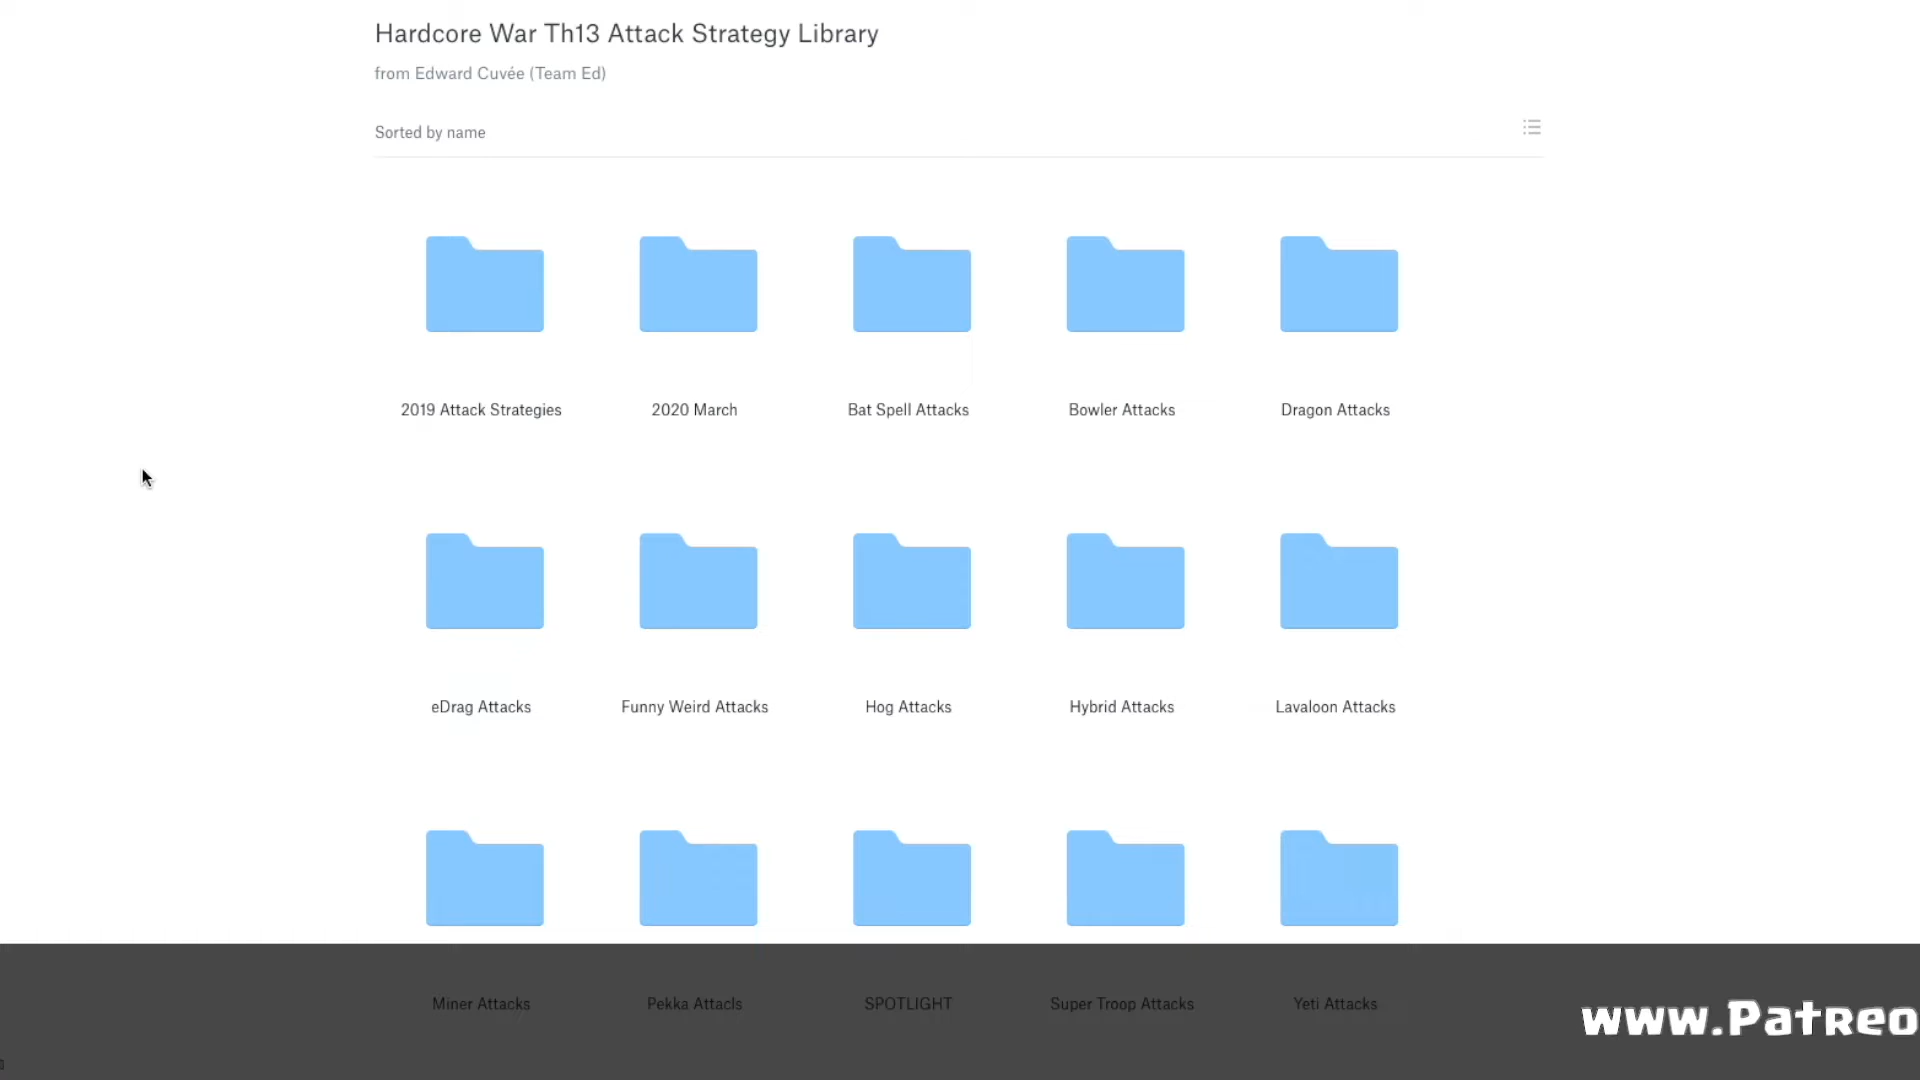 Hardcore War Th13 Attack Strategy Library
from Edward Cuvée (Team Ed)
Sorted by name
2019 Attack Strategies
2020 March
Bat Spell Attacks
Bowler Attacks
Dragon Attacks
eDrag Attacks
Funny Weird Attacks
Hog Attacks
Hybrid Attacks
Lavaloon Attacks
Miner Attacks
Pekka Attacls
SPOTLIGHT
Super Troop Attacks
Yeti Attacks
www.Patreo